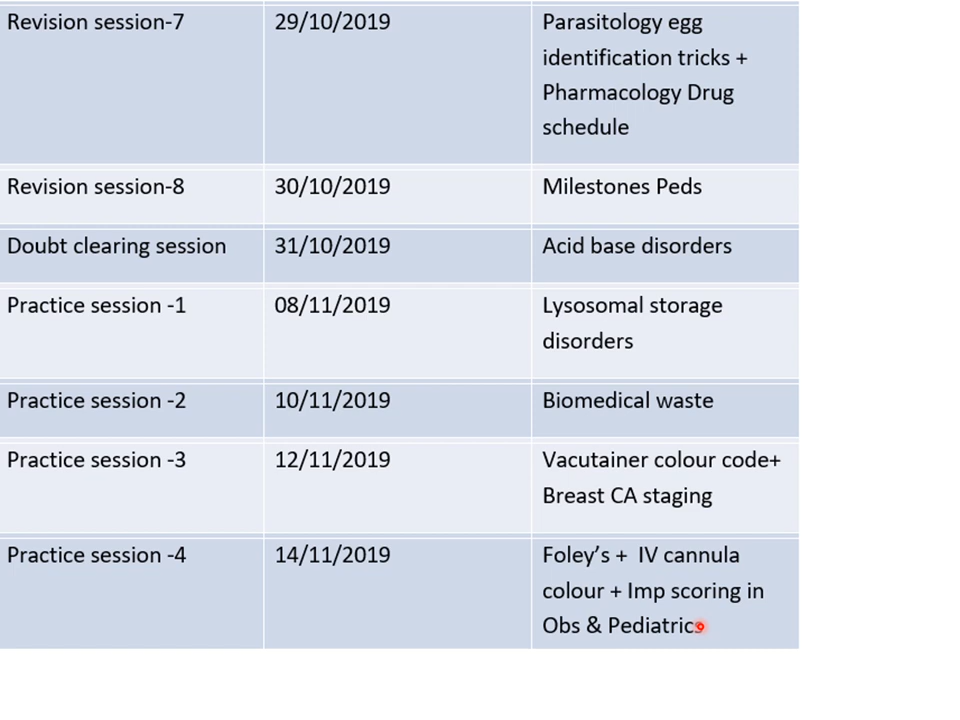 Revision session-7 29/10/2019 Parasitology egg
identification tricks +
Pharmacology Drug
schedule
Revision session-8 30/10/2019 Milestones Peds
Doubt clearing session 31/10/2019 Acid base disorders
Practice session -1 08/11/2019 Lysosomal storage
disorders
Practice session -2 10/11/2019 Biomedical waste
Practice session -3 12/11/2019 Vacutainer colour code+
Breast CA staging
Practice session -4 14/11/2019 Foley’s +  IV cannula
colour + Imp scoring in
Obs & Pediatrics